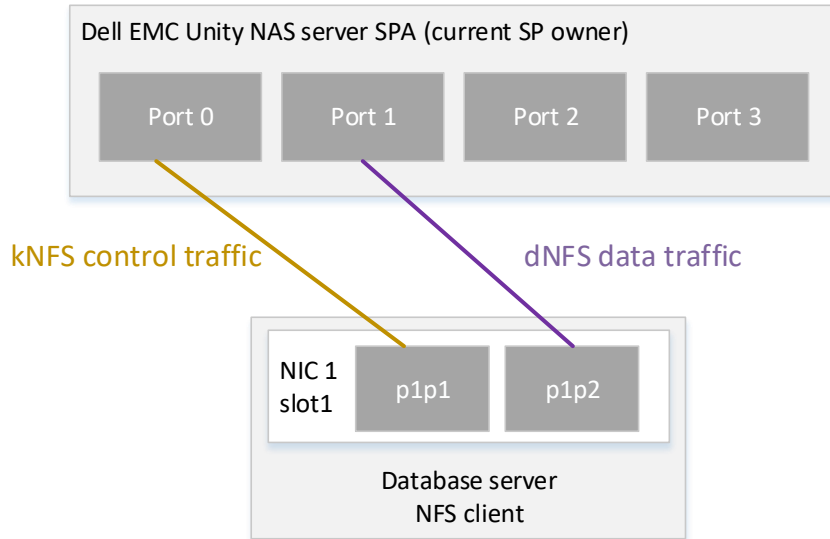 Dell EMC Unity NAS server SPA (current SP owner)
Port 0
Port 1
Port 2
Port 3
kNFS control traffic
dNFS data traffic
NIC 1
slot1
p1p1
p1p2
Database server
NFS client